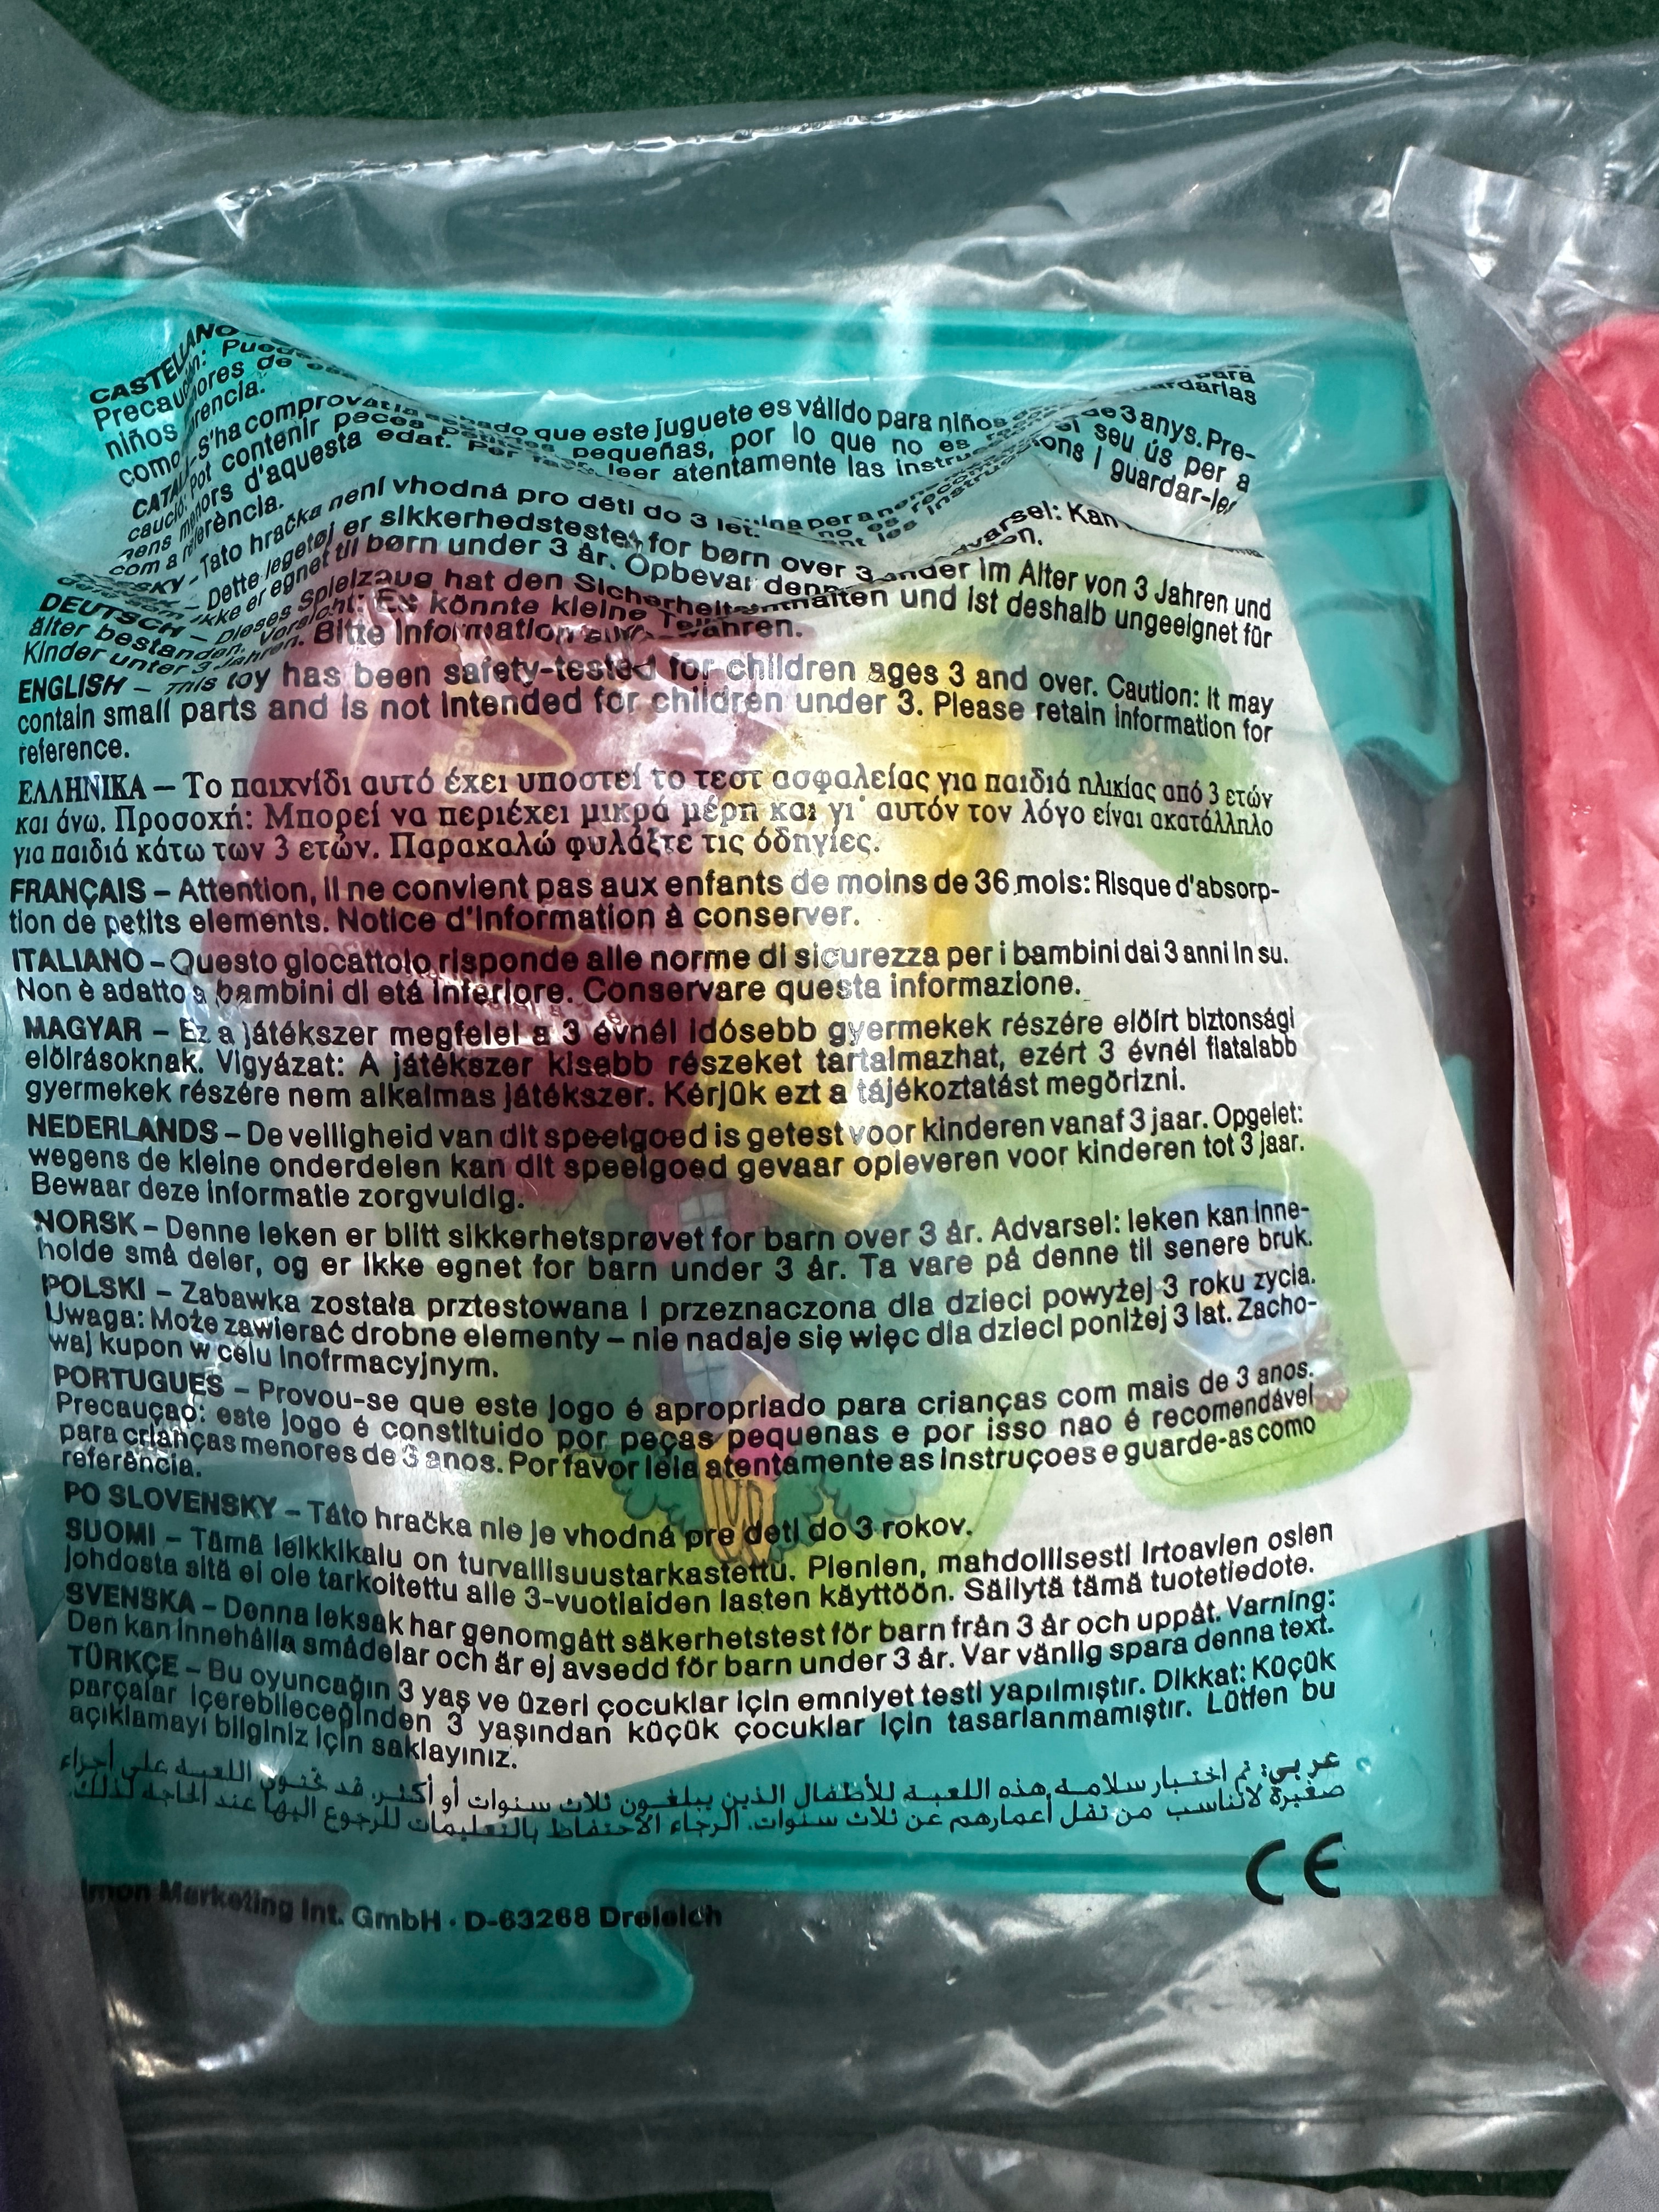 CASTELLANO
Precaución: Puede
niños menores de
como referencia.
ado que este juguete es válido para niños
pequeñas, por lo que no es
leer atentamente las
para
guardarlas
CATALÀ - S'ha comprovat
3 anys. Pre-
caució: Pot contenir peces
seu ús per a
nens menors d'aquesta edat. Per
ons i guardar-les
com a referència.
ČESKY - Tato hračka není vhodná pro děti do 3 let.
– Dette legetøj er sikkerhedstestet for børn over 3
Kan
ikke er egnet til børn under 3 år. Opbevar denne
DEUTSCH – Dieses Spielzeug hat den Sicherheits
Kinder im Alter von 3 Jahren und
älter bestanden. Vorsicht: Es könnte kleine Teile
enthalten und ist deshalb ungeeignet für
Kinder unter 3 Jahren. Bitte Information aufbewahren.
ENGLISH – This toy has been safety-tested for children ages 3 and over. Caution: It may
contain small parts and is not intended for children under 3. Please retain information for
reference.
ΕΛΛΗΝΙΚΑ – Το παιχνίδι αυτό έχει υποστεί το τεστ ασφαλείας για παιδιά ηλικίας από 3 ετών
και άνω. Προσοχή: Μπορεί να περιέχει μικρά μέρη και γι' αυτόν τον λόγο είναι ακατάλληλο
για παιδιά κάτω των 3 ετών. Παρακαλώ φυλάξτε τις όδηγίες.
FRANÇAIS – Attention, il ne convient pas aux enfants de moins de 36 mois: Risque d'absorp-
tion de petits elements. Notice d'information à conserver.
ITALIANO – Questo giocattolo risponde alle norme di sicurezza per i bambini dai 3 anni in su.
Non è adatto a bambini di etá inferiore. Conservare questa informazione.
MAGYAR – Ez a játékszer megfelel a 3 évnél idósebb gyermekek részére elöírt biztonsági
elöírásoknak. Vigyázat: A játékszer kisebb részeket tartalmazhat, ezért 3 évnél fiatalabb
gyermekek részére nem alkalmas játékszer. Kérjük ezt a tájékoztatást megörizni.
NEDERLANDS – De veiligheid van dit speelgoed is getest voor kinderen vanaf 3 jaar. Opgelet:
wegens de kleine onderdelen kan dit speelgoed gevaar opleveren voor kinderen tot 3 jaar.
Bewaar deze informatie zorgvuldig.
NORSK – Denne leken er blitt sikkerhetsprøvet for barn over 3 år. Advarsel: leken kan inne-
holde små deler, og er ikke egnet for barn under 3 år. Ta vare på denne til senere bruk.
POLSKI – Zabawka została prztestowana i przeznaczona dla dzieci powyżej 3 roku zycia.
Uwaga: Może zawierać drobne elementy – nie nadaje się więc dla dzieci poniżej 3 lat. Zacho-
waj kupon w celu inofrmacyjnym.
PORTUGUES – Provou-se que este jogo é apropriado para crianças com mais de 3 anos.
Precauçao: este jogo é constituido por peças pequenas e por isso nao é recomendável
para crianças menores de 3 anos. Por favor leia atentamente as instruçoes e guarde-as como
referência.
PO SLOVENSKY – Táto hračka nie je vhodná pre deti do 3 rokov.
SUOMI – Tämä leikkikalu on turvallisuustarkastettu. Pienien, mahdollisesti irtoavien osien
johdosta sitä ei ole tarkoitettu alle 3-vuotiaiden lasten käyttöön. Säilytä tämä tuotetiedote.
SVENSKA – Denna leksak har genomgått säkerhetstest för barn från 3 år och uppåt. Varning:
Den kan innehålla smådelar och är ej avsedd för barn under 3 år. Var vänlig spara denna text.
TÜRKÇE – Bu oyuncağın 3 yaş ve üzeri çocuklar için emniyet testi yapılmıştır. Dikkat: Küçük
parçalar içerebileceğinden 3 yaşından küçük çocuklar için tasarlanmamıştır. Lütfen bu
açıklamayı bilginiz için saklayınız.
عربي: تم اختبار سلامة هذه اللعبة للأطفال الذين يبلغون ثلاث سنوات أو أكثر. قد تحتوي اللعبة على أجزاء
صغيرة لاتناسب من تقل أعمارهم عن ثلاث سنوات. الرجاء الاحتفاظ بالتعليمات للرجوع اليها عند الحاجة لذلك.
CE
imon Marketing Int. GmbH · D-63268 Dreieich